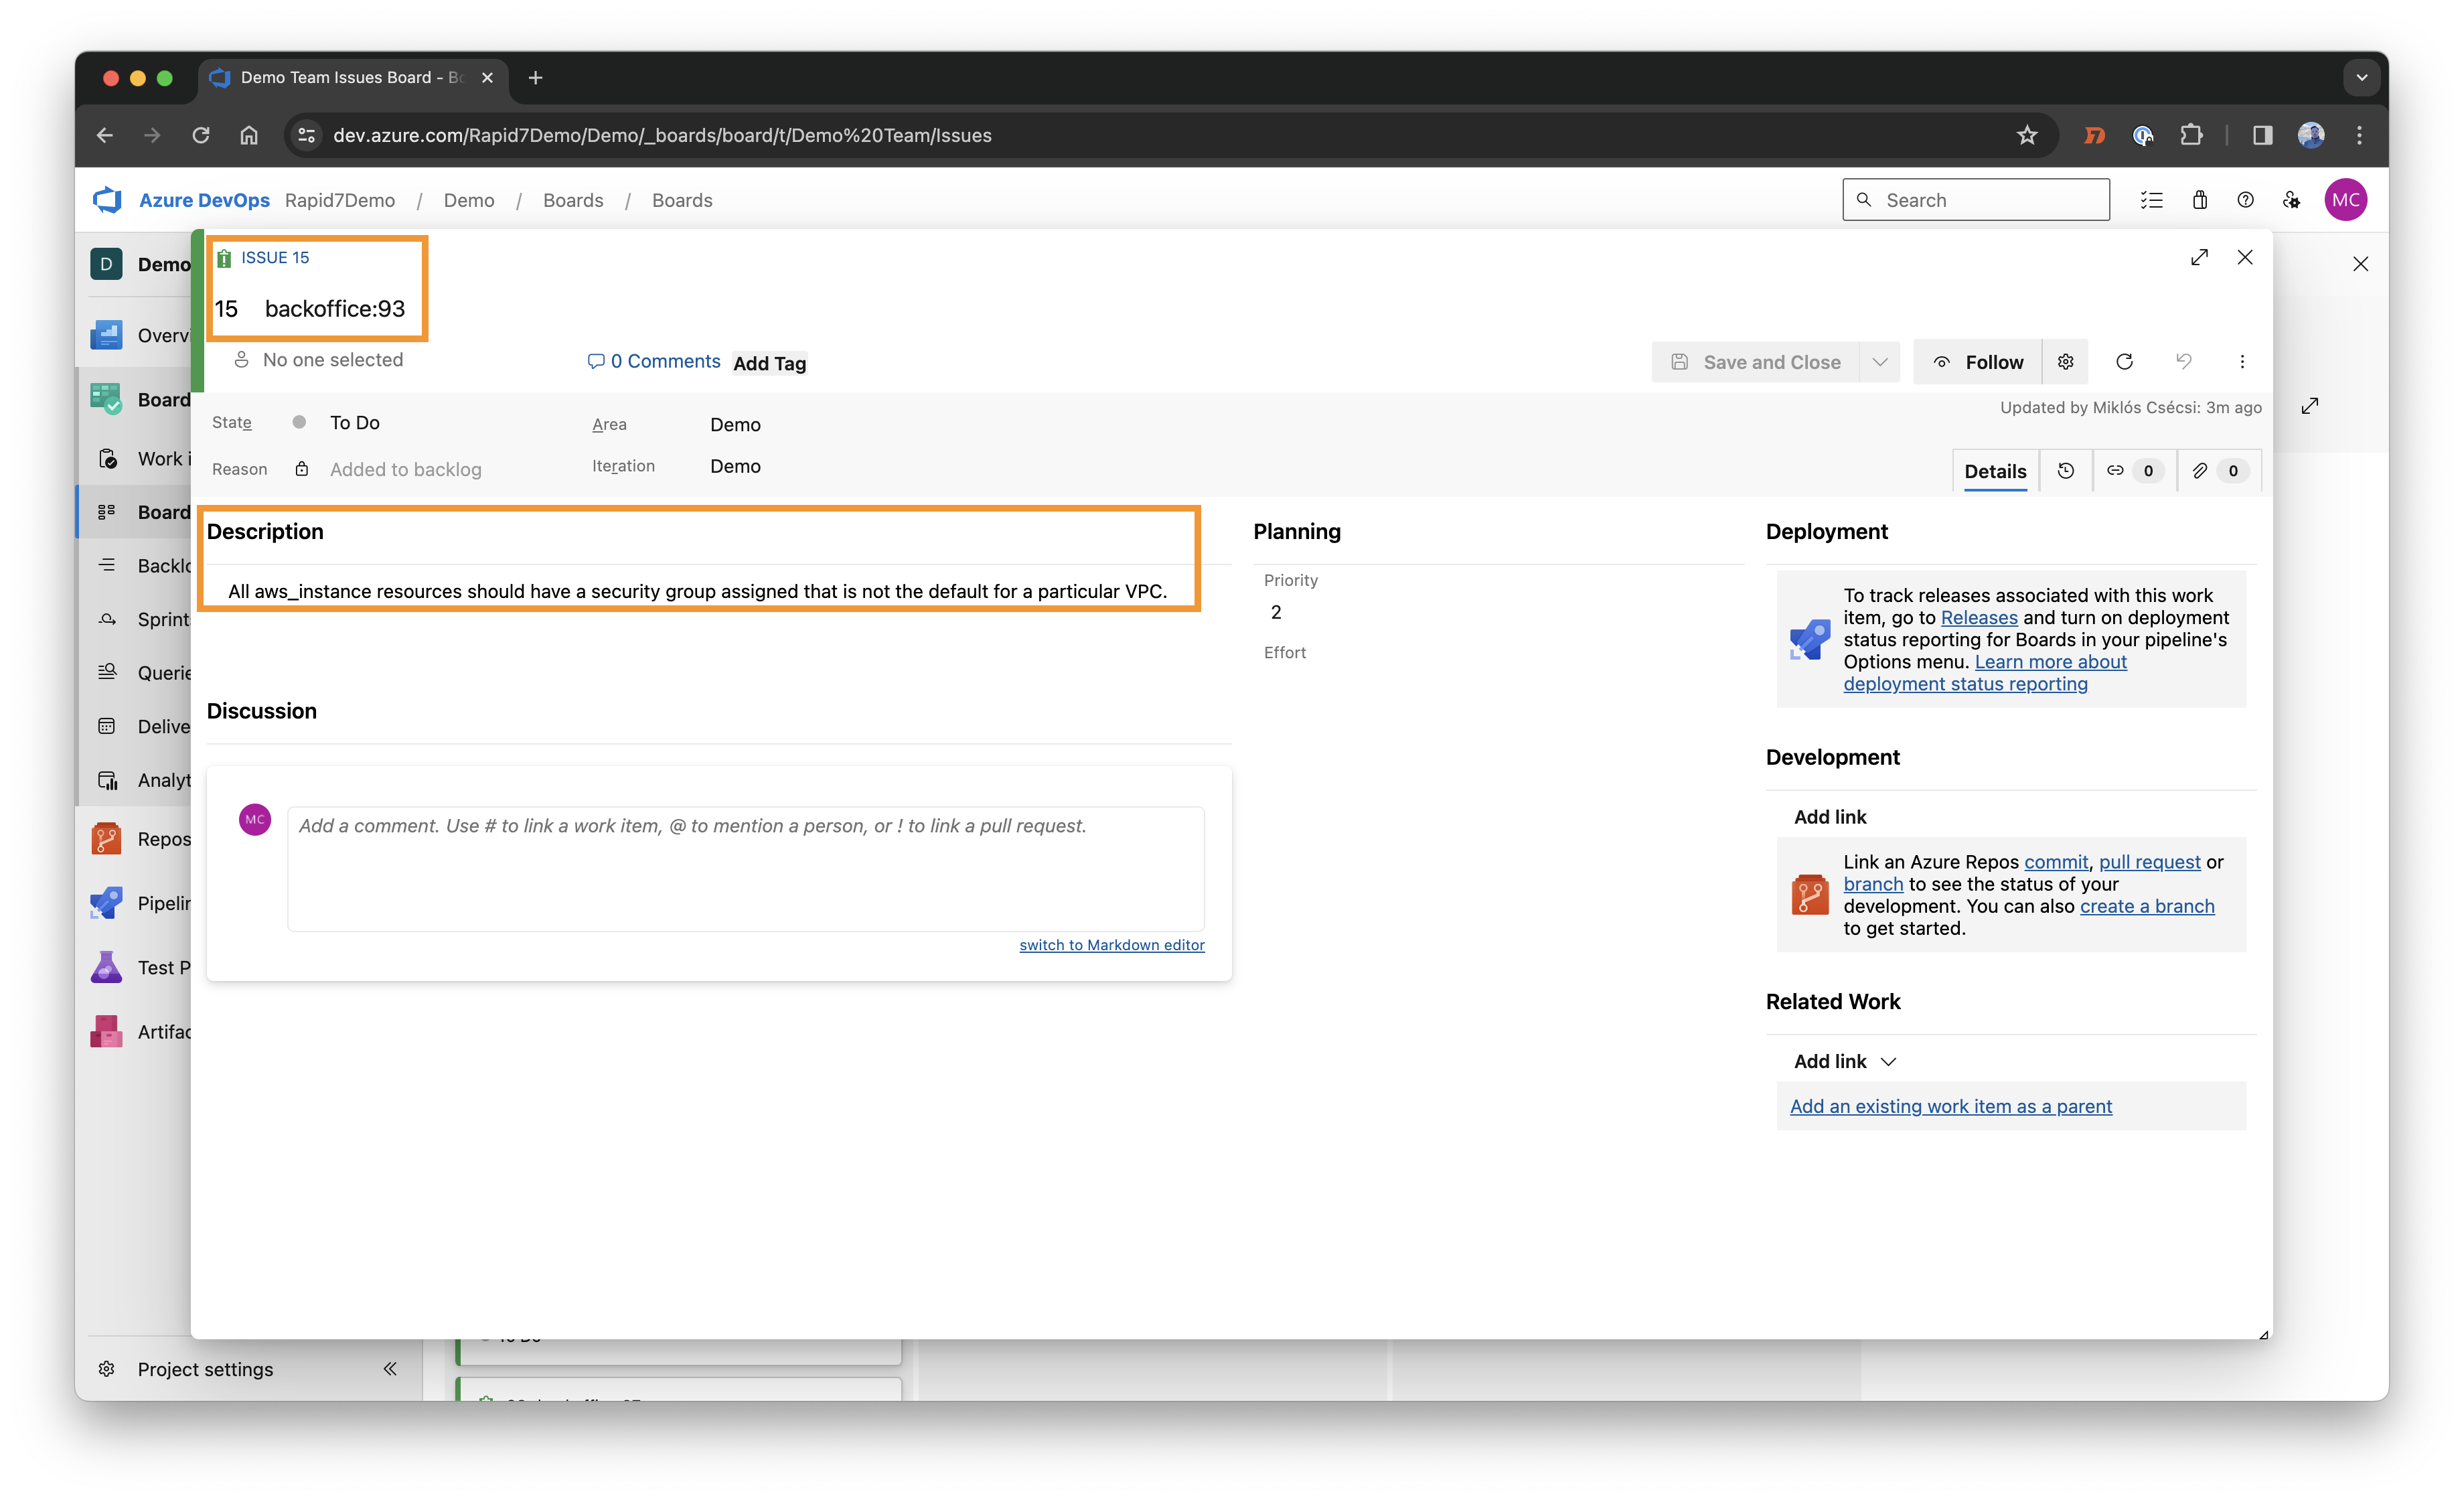 Demo Team Issues Board - Bo
dev.azure.com/Rapid7Demo/Demo/_boards/board/t/Demo%20Team/Issues
Azure DevOps Rapid7Demo / Demo / Boards / Boards
Search
MC
D Demo
Overvi
Board
Work i
Board
Backlo
Sprint
Querie
Delive
Analyt
Repos
Pipelin
Test P
Artifac
Project settings
ISSUE 15
15 backoffice:93
No one selected
0 Comments
Add Tag
Save and Close
Follow
State
To Do
Area
Demo
Updated by Miklós Csécsi: 3m ago
Reason
Added to backlog
Iteration
Demo
Details
0
0
Description
All aws_instance resources should have a security group assigned that is not the default for a particular VPC.
Discussion
MC
Add a comment. Use # to link a work item, @ to mention a person, or ! to link a pull request.
switch to Markdown editor
Planning
Priority
2
Effort
Deployment
To track releases associated with this work
item, go to Releases and turn on deployment
status reporting for Boards in your pipeline's
Options menu. Learn more about
deployment status reporting
Development
Add link
Link an Azure Repos commit, pull request or
branch to see the status of your
development. You can also create a branch
to get started.
Related Work
Add link
Add an existing work item as a parent